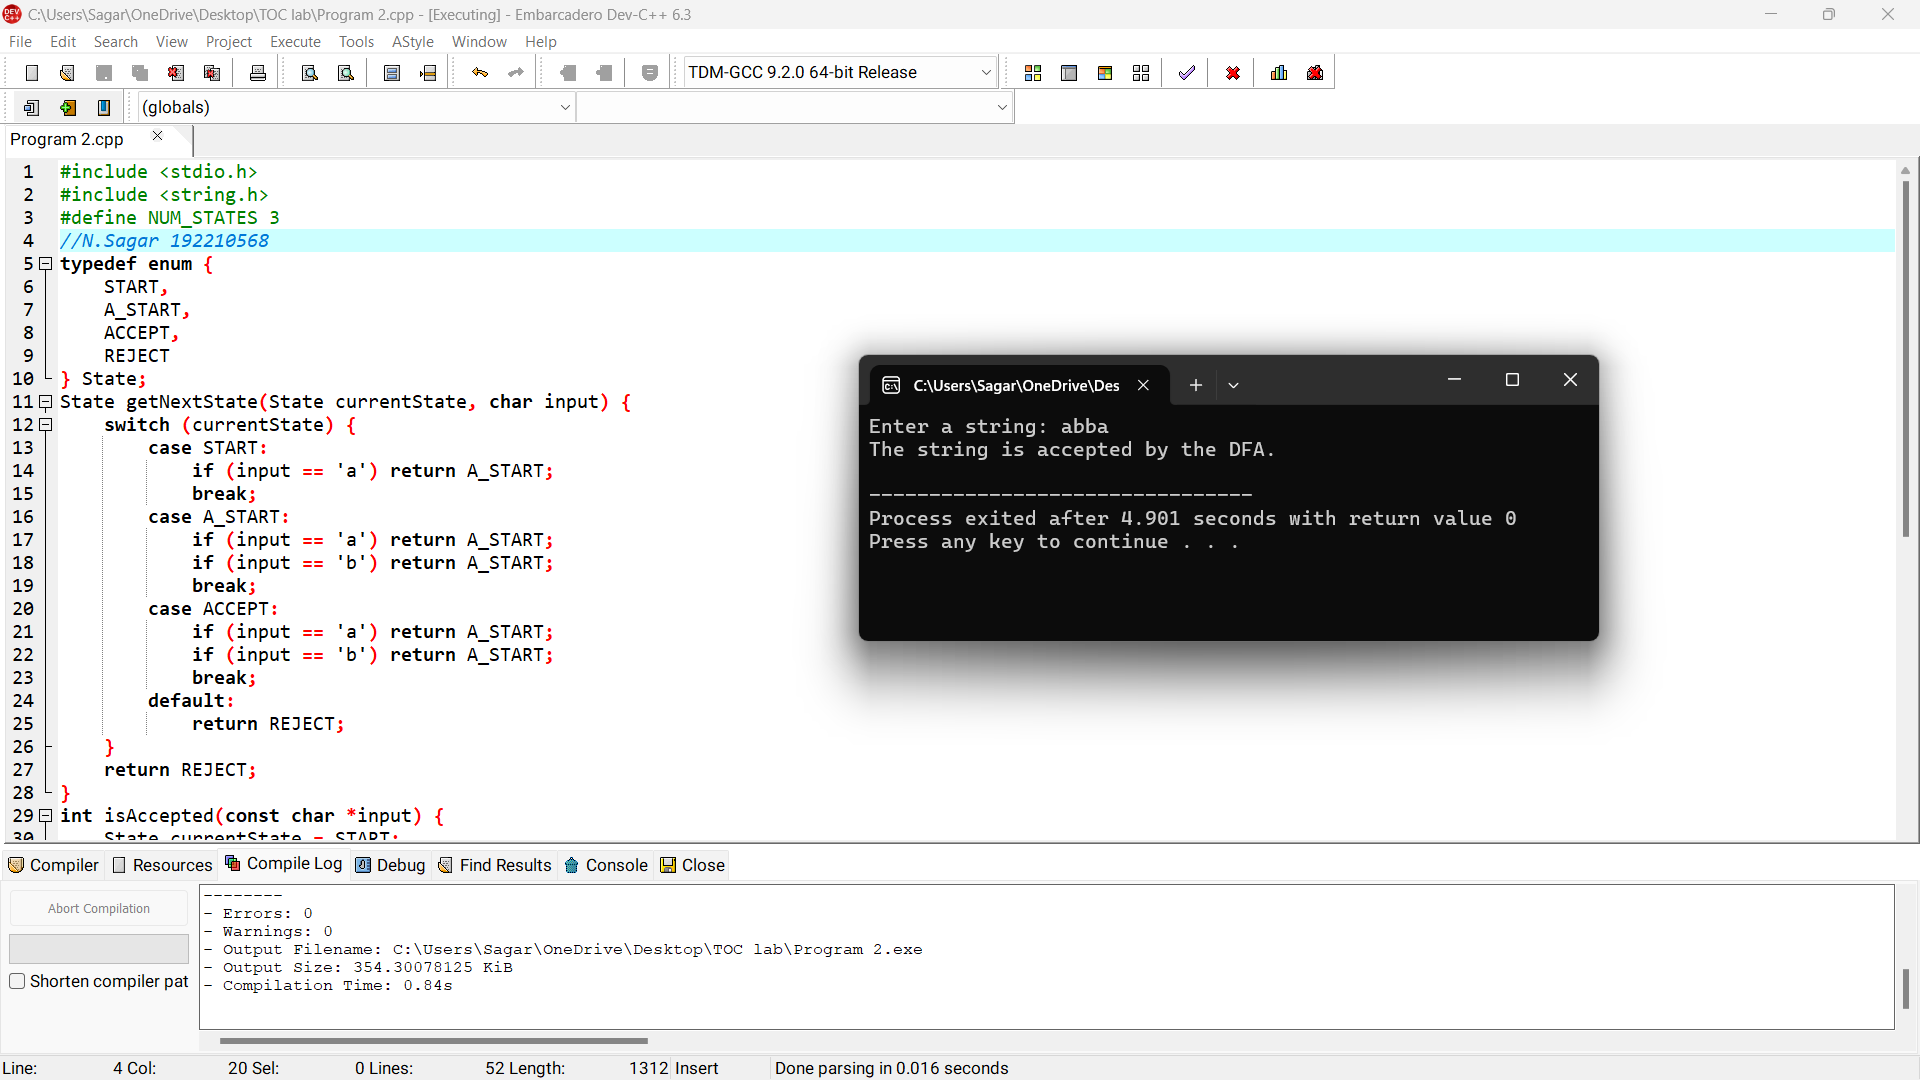 C:\Users\Sagar\OneDrive\Desktop\TOC lab\Program 2.cpp - [Executing] - Embarcadero Dev-C++ 6.3
File Edit Search View Project Execute Tools AStyle Window Help
TDM-GCC 9.2.0 64-bit Release
(globals)
Program 2.cpp
1 #include <stdio.h>
2 #include <string.h>
3 #define NUM_STATES 3
4 //N.Sagar 192210568
5 typedef enum {
6 START,
7 A_START,
8 ACCEPT,
9 REJECT
10 } State;
11 State getNextState(State currentState, char input) {
12 switch (currentState) {
13 case START:
14 if (input == 'a') return A_START;
15 break;
16 case A_START:
17 if (input == 'a') return A_START;
18 if (input == 'b') return A_START;
19 break;
20 case ACCEPT:
21 if (input == 'a') return A_START;
22 if (input == 'b') return A_START;
23 break;
24 default:
25 return REJECT;
26 }
27 return REJECT;
28 }
29 int isAccepted(const char *input) {
30 State currentState = START;
C:\Users\Sagar\OneDrive\Des
Enter a string: abba
The string is accepted by the DFA.
--------------------------------
Process exited after 4.901 seconds with return value 0
Press any key to continue . . .
Compiler Resources Compile Log Debug Find Results Console Close
Abort Compilation
Shorten compiler pat
--------
- Errors: 0
- Warnings: 0
- Output Filename: C:\Users\Sagar\OneDrive\Desktop\TOC lab\Program 2.exe
- Output Size: 354.30078125 KiB
- Compilation Time: 0.84s
Line: 4 Col: 20 Sel: 0 Lines: 52 Length: 1312 Insert Done parsing in 0.016 seconds